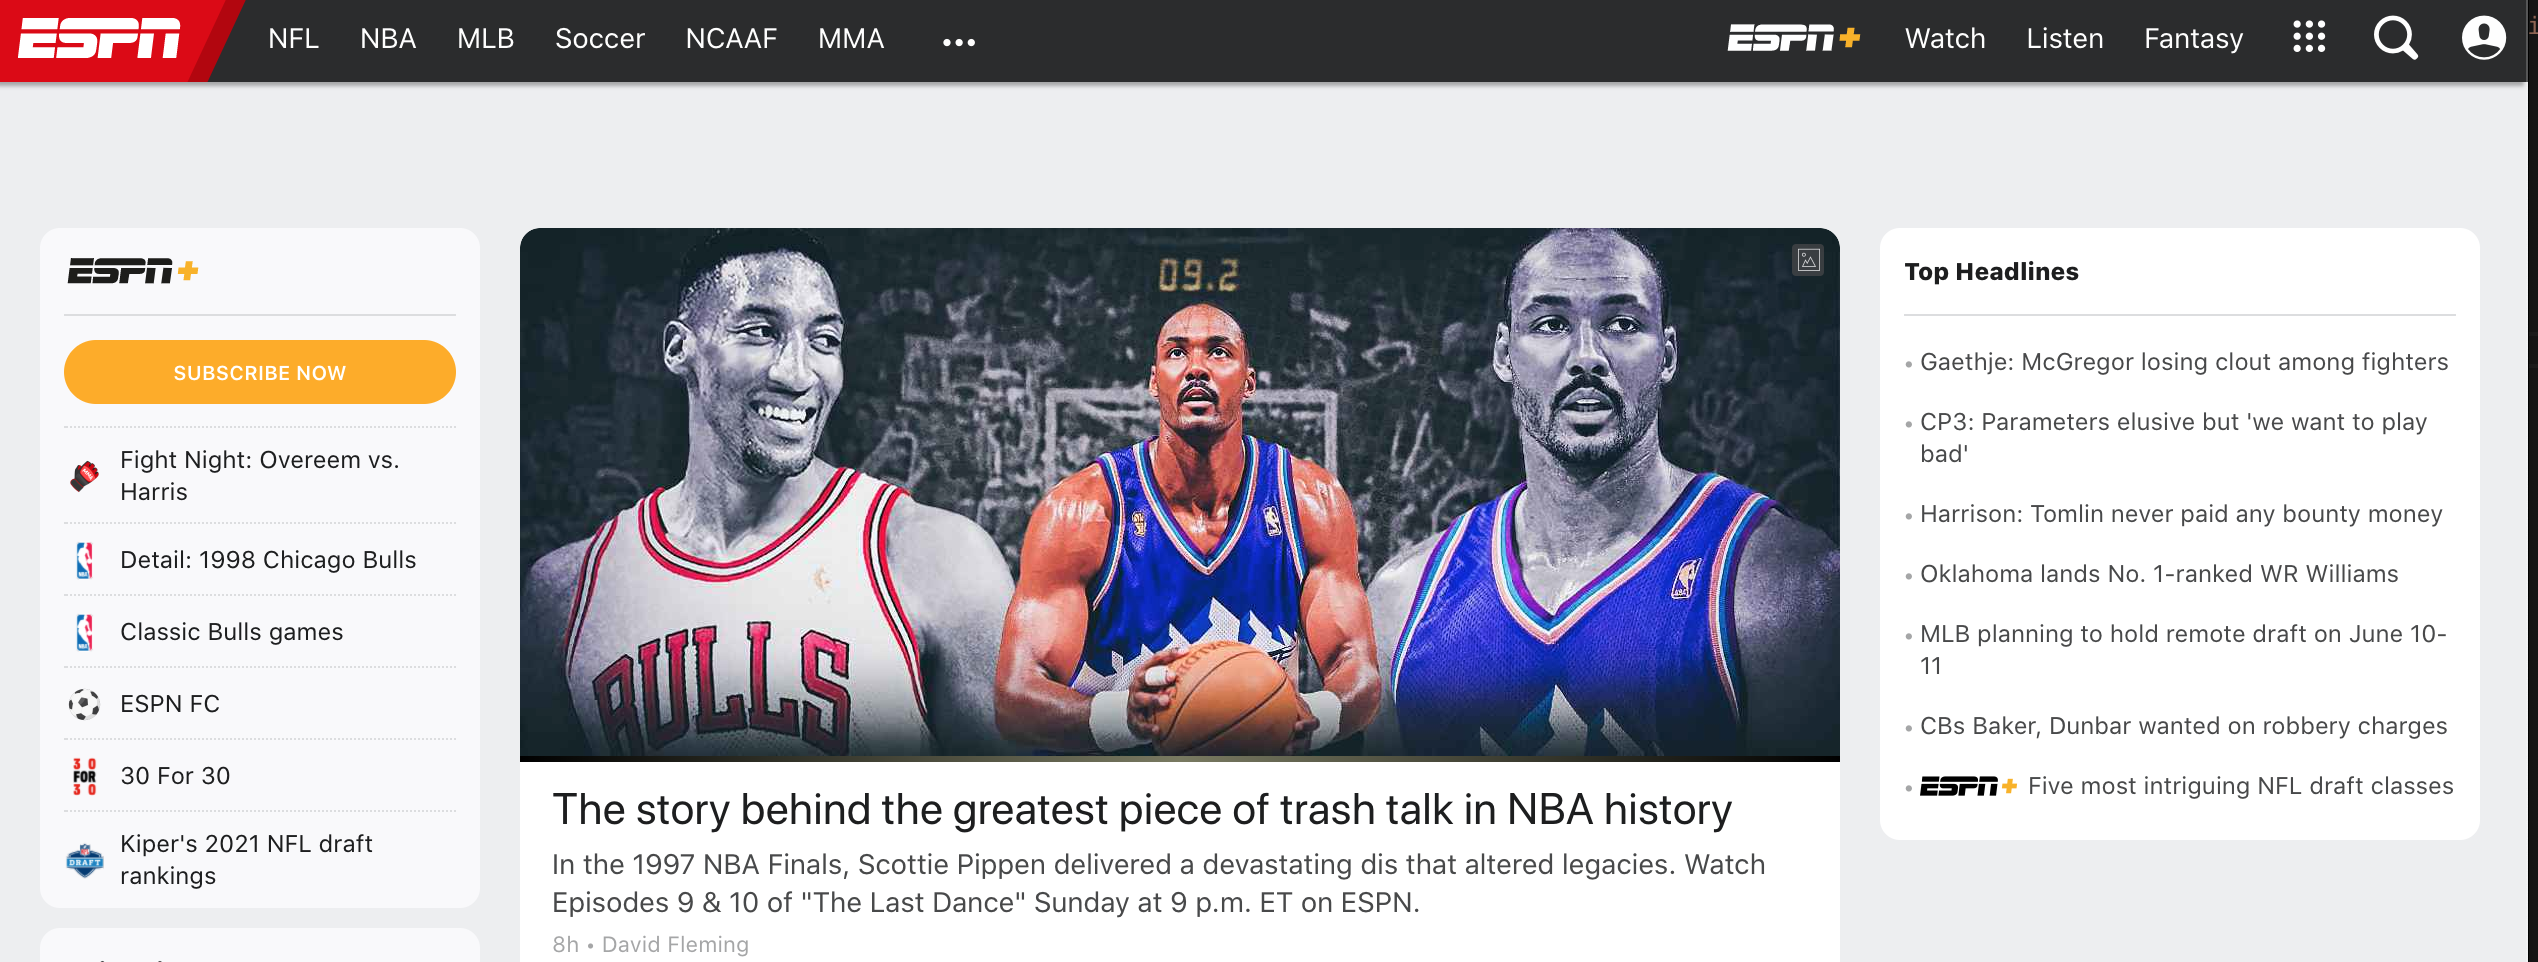 ESPN NFL NBA MLB Soccer NCAAF MMA ••• ESPN+ Watch Listen Fantasy
ESPN+
SUBSCRIBE NOW
Fight Night: Overeem vs.
Harris
Detail: 1998 Chicago Bulls
Classic Bulls games
ESPN FC
30 FOR 30
30 For 30
DRAFT
Kiper's 2021 NFL draft
rankings
09.2
BULLS
The story behind the greatest piece of trash talk in NBA history
In the 1997 NBA Finals, Scottie Pippen delivered a devastating dis that altered legacies. Watch
Episodes 9 & 10 of "The Last Dance" Sunday at 9 p.m. ET on ESPN.
8h • David Fleming
Top Headlines
• Gaethje: McGregor losing clout among fighters
• CP3: Parameters elusive but 'we want to play
bad'
• Harrison: Tomlin never paid any bounty money
• Oklahoma lands No. 1-ranked WR Williams
• MLB planning to hold remote draft on June 10-
11
• CBs Baker, Dunbar wanted on robbery charges
• ESPN+ Five most intriguing NFL draft classes